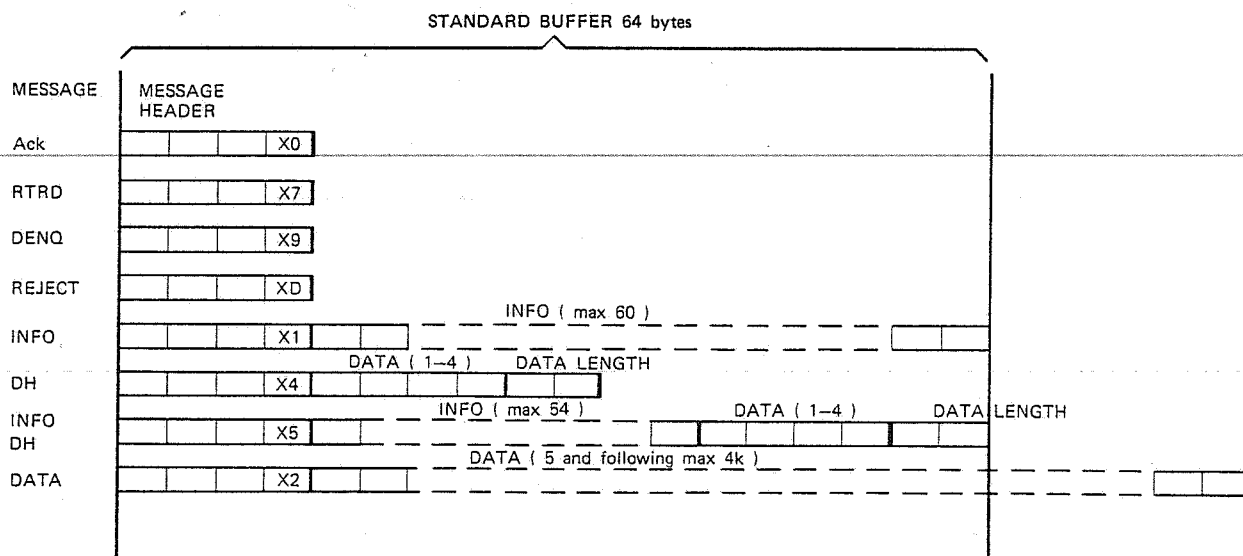 STANDARD BUFFER 64 bytes
MESSAGE
MESSAGE
HEADER
Ack
X0
RTRD
X7
DENQ
X9
REJECT
XD
INFO ( max 60 )
INFO
X1
DATA ( 1–4 )
DATA LENGTH
DH
X4
INFO ( max 54 )
DATA ( 1–4 )
DATA LENGTH
INFO
DH
X5
DATA ( 5 and following max 4k )
DATA
X2